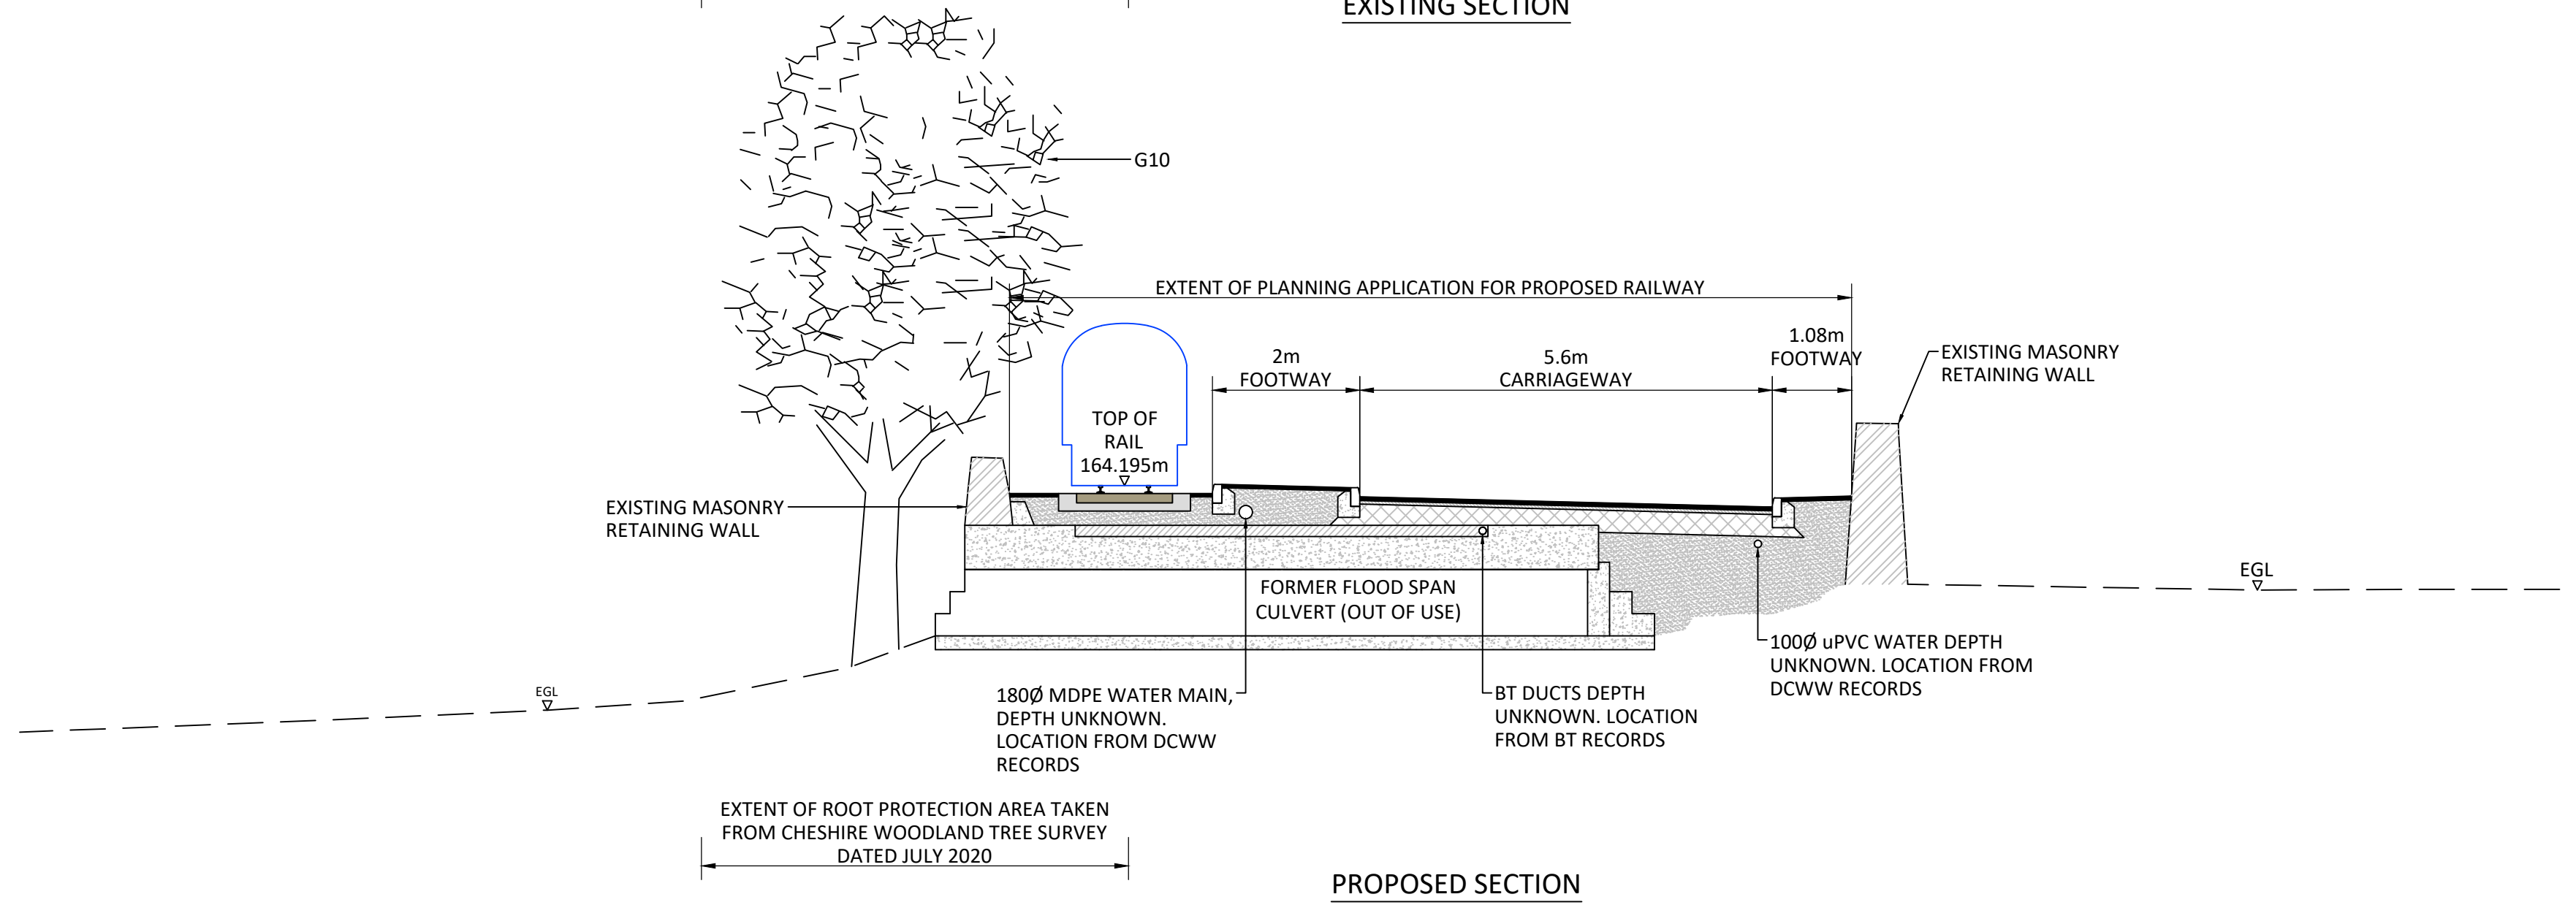 EXISTING SECTION
G10
EXTENT OF PLANNING APPLICATION FOR PROPOSED RAILWAY
2m
FOOTWAY
5.6m
CARRIAGEWAY
1.08m
FOOTWAY
EXISTING MASONRY
RETAINING WALL
TOP OF
RAIL
164.195m
EXISTING MASONRY
RETAINING WALL
FORMER FLOOD SPAN
CULVERT (OUT OF USE)
EGL
EGL
180Ø MDPE WATER MAIN,
DEPTH UNKNOWN.
LOCATION FROM DCWW
RECORDS
BT DUCTS DEPTH
UNKNOWN. LOCATION
FROM BT RECORDS
100Ø uPVC WATER DEPTH
UNKNOWN. LOCATION FROM
DCWW RECORDS
EXTENT OF ROOT PROTECTION AREA TAKEN
FROM CHESHIRE WOODLAND TREE SURVEY
DATED JULY 2020
PROPOSED SECTION